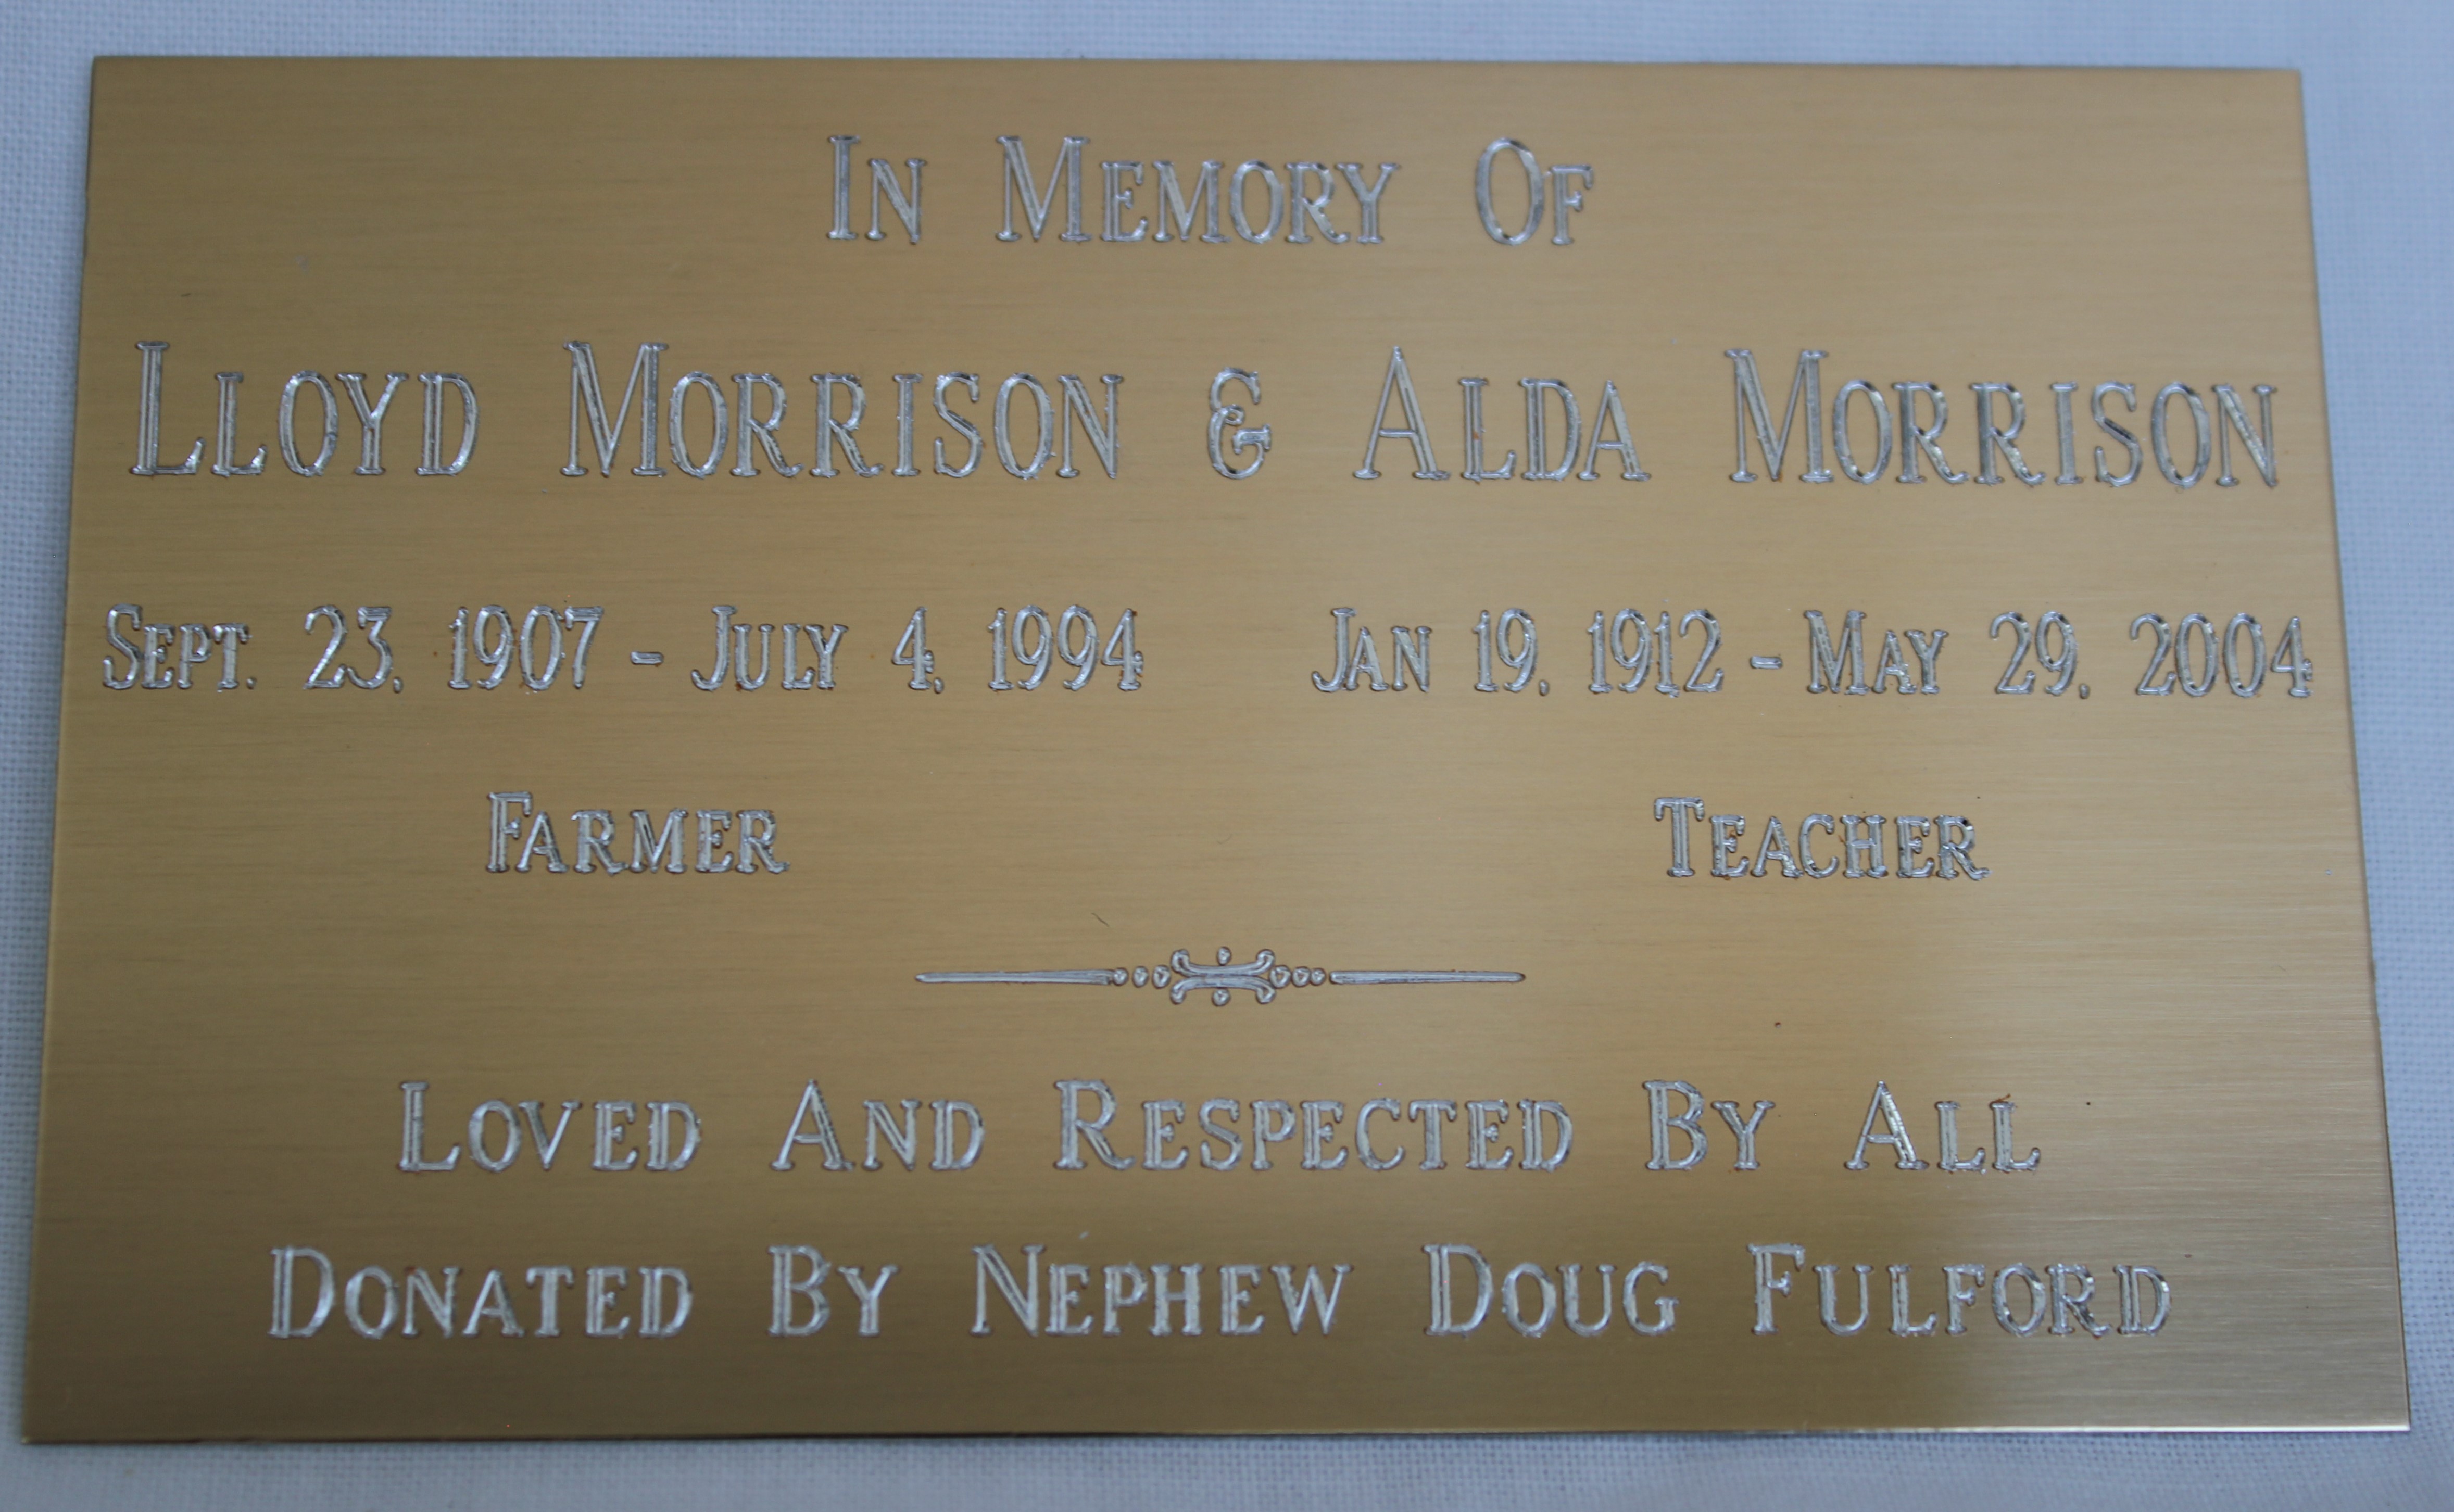 In Memory Of
Lloyd Morrison & Alda Morrison
Sept. 23, 1907 - July 4, 1994 Jan 19, 1912 - May 29, 2004
Farmer Teacher
Loved And Respected By All
Donated By Nephew Doug Fulford